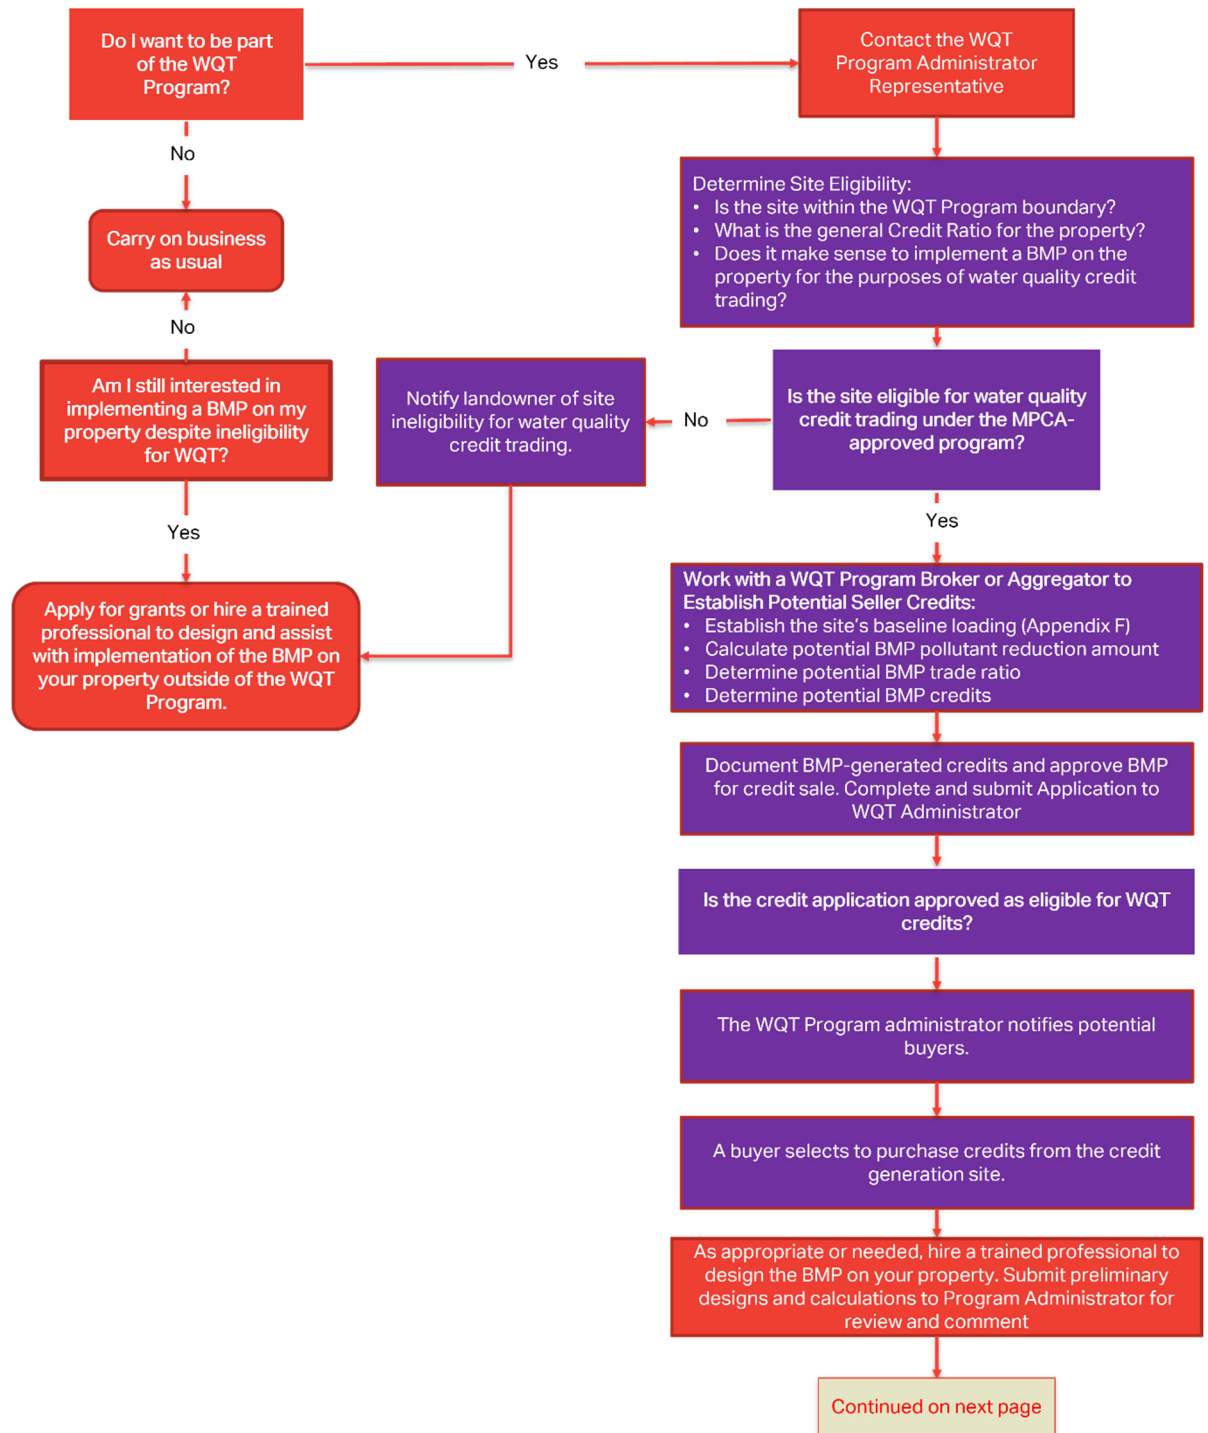 Do I want to be part
of the WQT
Program?
Yes
Contact the WQT
Program Administrator
Representative
No
Carry on business
as usual
No
Determine Site Eligibility:
• Is the site within the WQT Program boundary?
• What is the general Credit Ratio for the property?
• Does it make sense to implement a BMP on the
property for the purposes of water quality credit
trading?
Am I still interested in
implementing a BMP on my
property despite ineligibility
for WQT?
Notify landowner of site
ineligibility for water quality
credit trading.
No
Is the site eligible for water quality
credit trading under the MPCA-
approved program?
Yes
Yes
Apply for grants or hire a trained
professional to design and assist
with implementation of the BMP on
your property outside of the WQT
Program.
Work with a WQT Program Broker or Aggregator to
Establish Potential Seller Credits:
• Establish the site's baseline loading (Appendix F)
• Calculate potential BMP pollutant reduction amount
• Determine potential BMP trade ratio
• Determine potential BMP credits
Document BMP-generated credits and approve BMP
for credit sale. Complete and submit Application to
WQT Administrator
Is the credit application approved as eligible for WQT
credits?
The WQT Program administrator notifies potential
buyers.
A buyer selects to purchase credits from the credit
generation site.
As appropriate or needed, hire a trained professional to
design the BMP on your property. Submit preliminary
designs and calculations to Program Administrator for
review and comment
Continued on next page